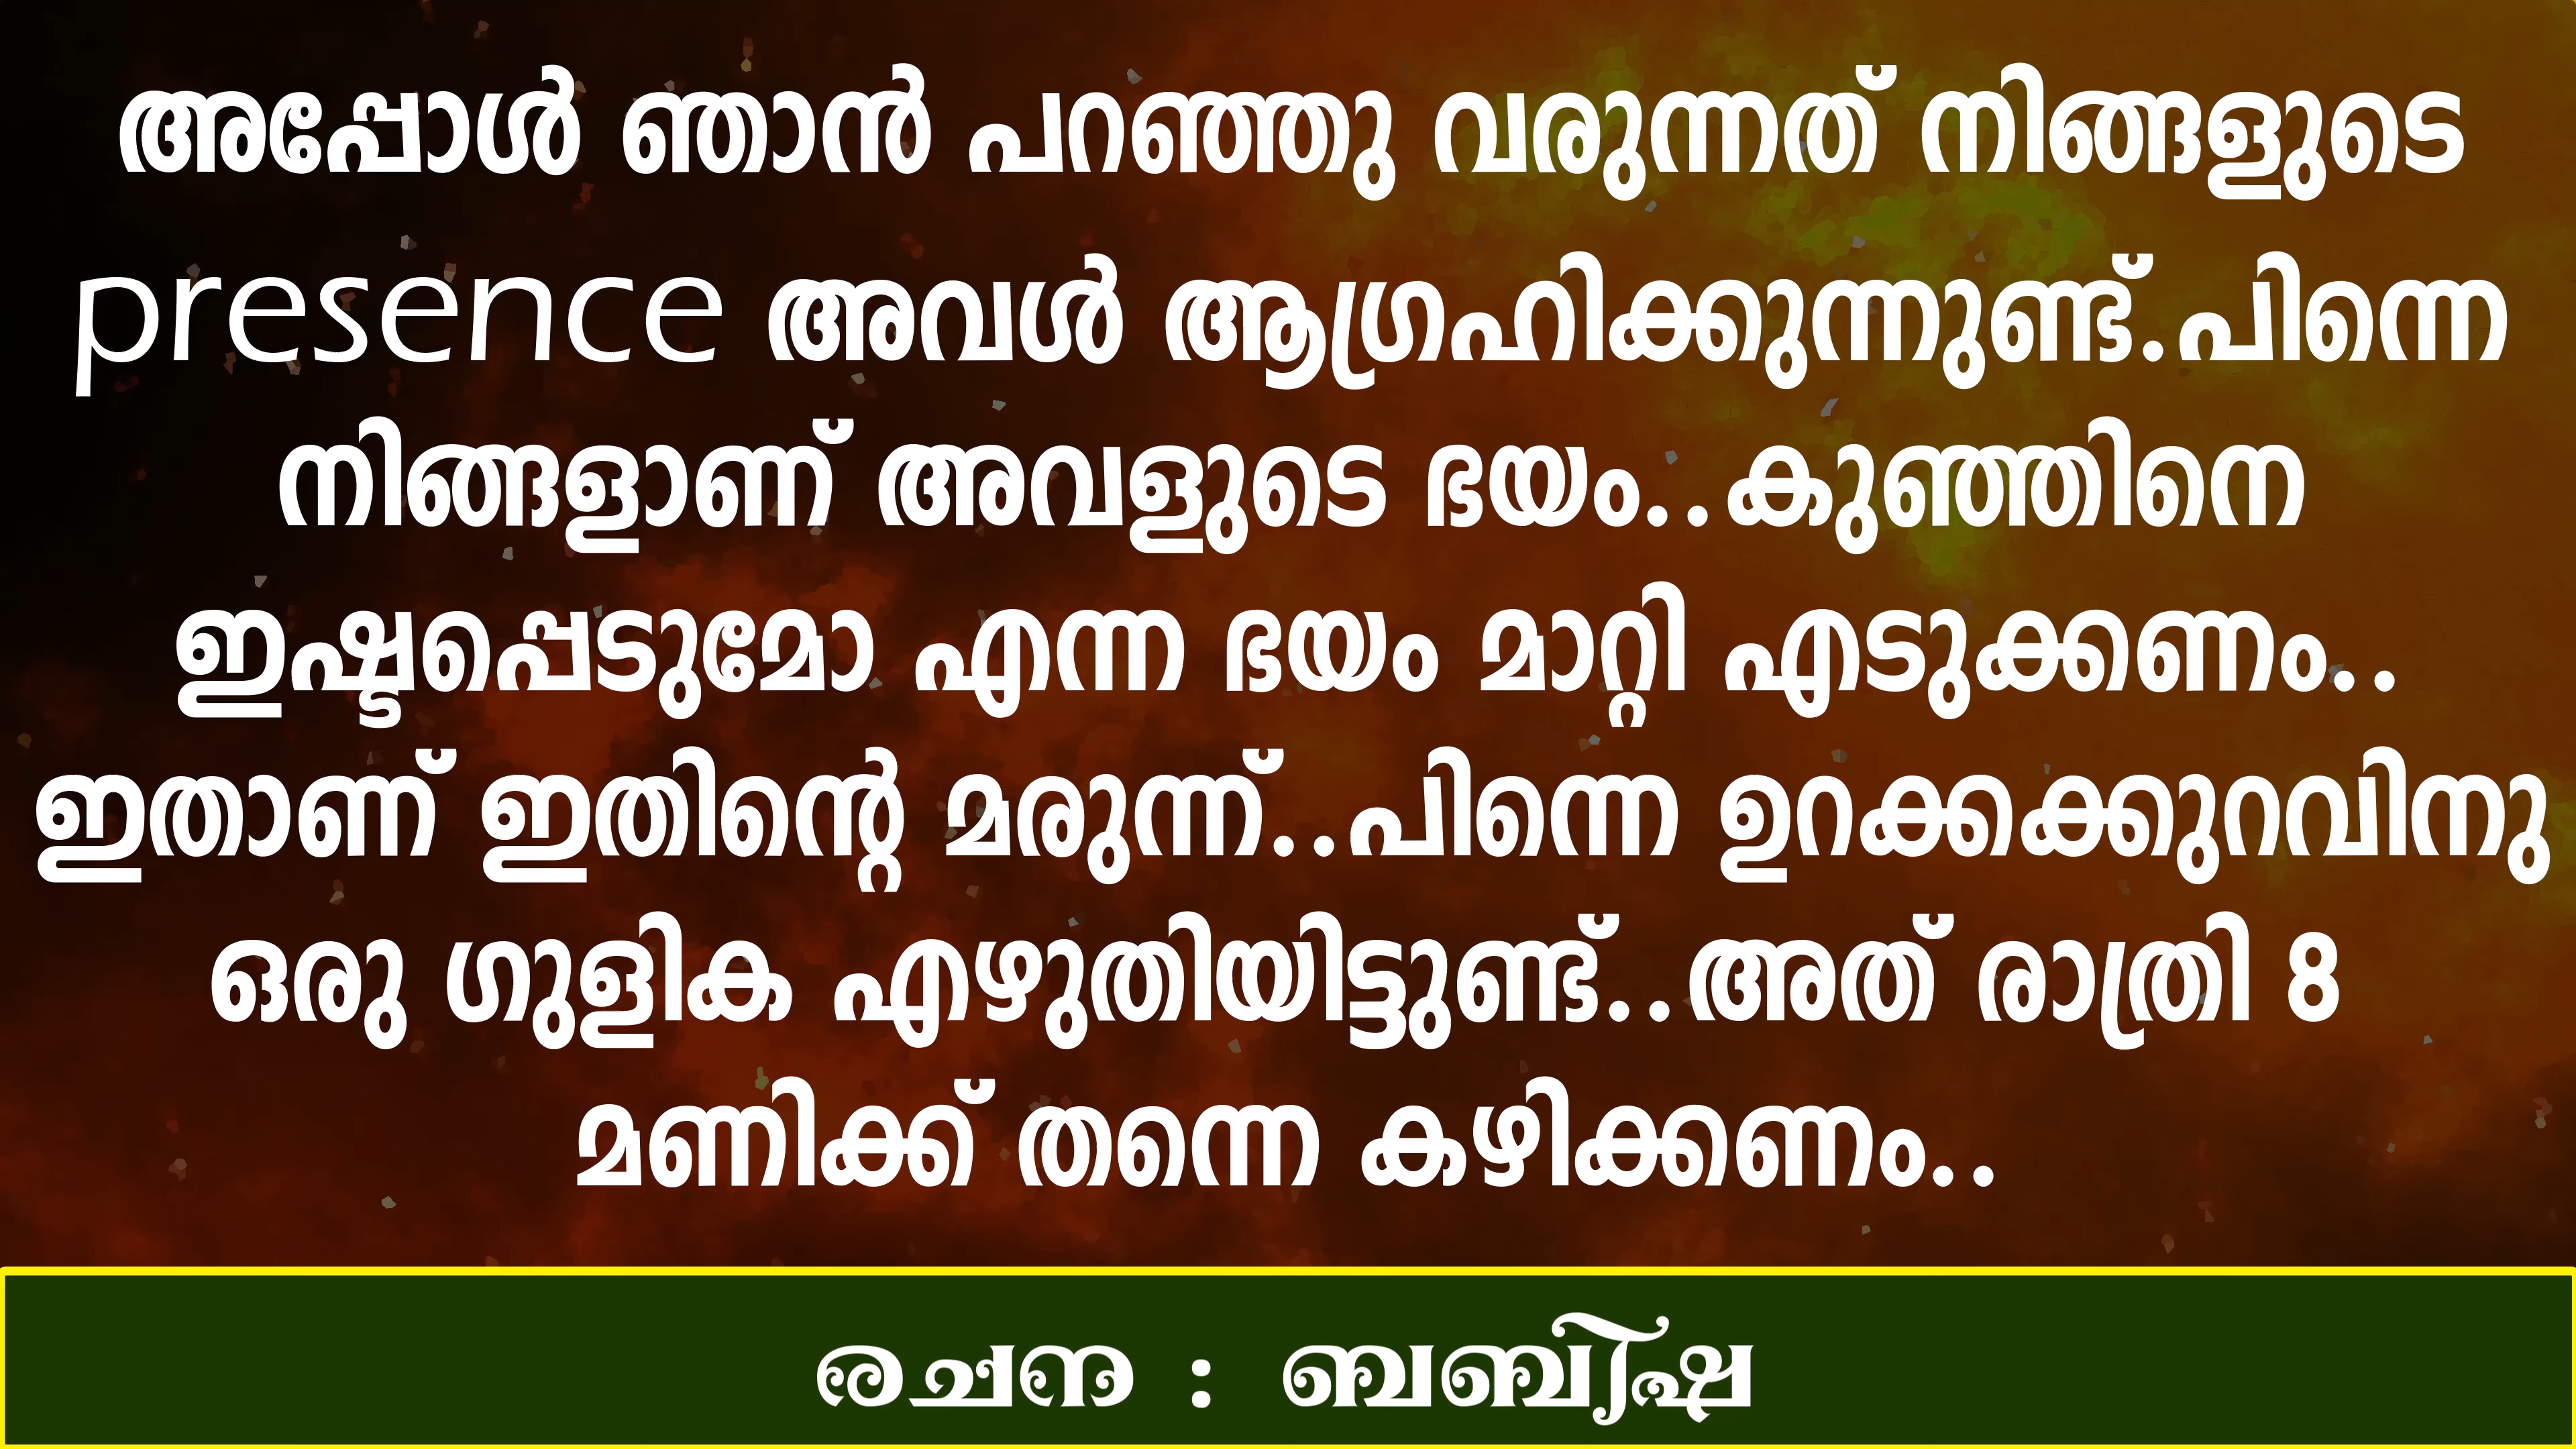 അപ്പോൾ ഞാൻ പറഞ്ഞു വരുന്നത് നിങ്ങളുടെ
presence അവൾ ആഗ്രഹിക്കുന്നുണ്ട്.പിന്നെ
നിങ്ങളാണ് അവളുടെ ഭയം..കുഞ്ഞിനെ
ഇഷ്ടപ്പെടുമോ എന്ന ഭയം മാറ്റി എടുക്കണം..
ഇതാണ് ഇതിന്റെ മരുന്ന്..പിന്നെ ഉറക്കക്കുറവിനു
ഒരു ഗുളിക എഴുതിയിട്ടുണ്ട്..അത് രാത്രി 8
മണിക്ക് തന്നെ കഴിക്കണം..
രചന : ബബിഷ